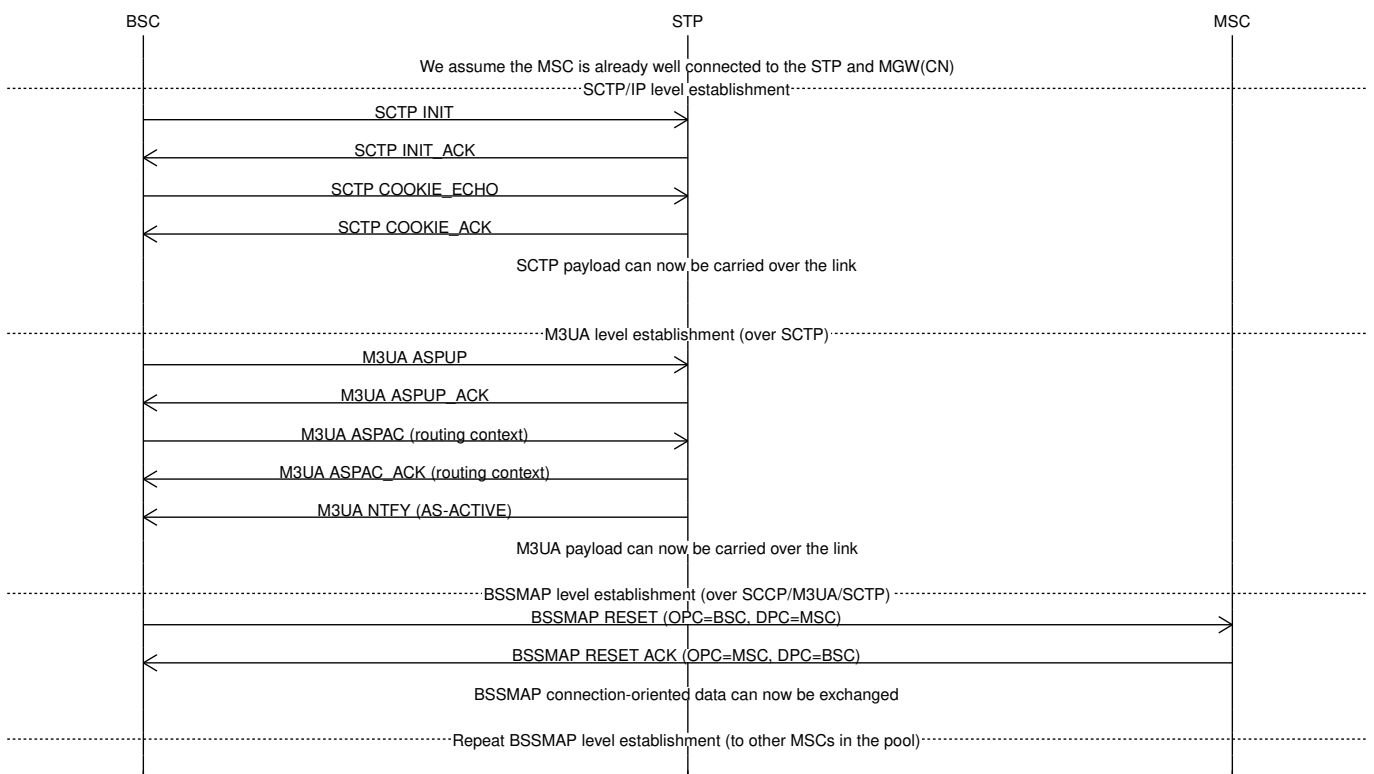 BSC STP MSC
We assume the MSC is already well connected to the STP and MGW(CN)
SCTP/IP level establishment
SCTP INIT
SCTP INIT_ACK
SCTP COOKIE_ECHO
SCTP COOKIE_ACK
SCTP payload can now be carried over the link
M3UA level establishment (over SCTP)
M3UA ASPUP
M3UA ASPUP_ACK
M3UA ASPAC (routing context)
M3UA ASPAC_ACK (routing context)
M3UA NTFY (AS-ACTIVE)
M3UA payload can now be carried over the link
BSSMAP level establishment (over SCCP/M3UA/SCTP)
BSSMAP RESET (OPC=BSC, DPC=MSC)
BSSMAP RESET ACK (OPC=MSC, DPC=BSC)
BSSMAP connection-oriented data can now be exchanged
Repeat BSSMAP level establishment (to other MSCs in the pool)